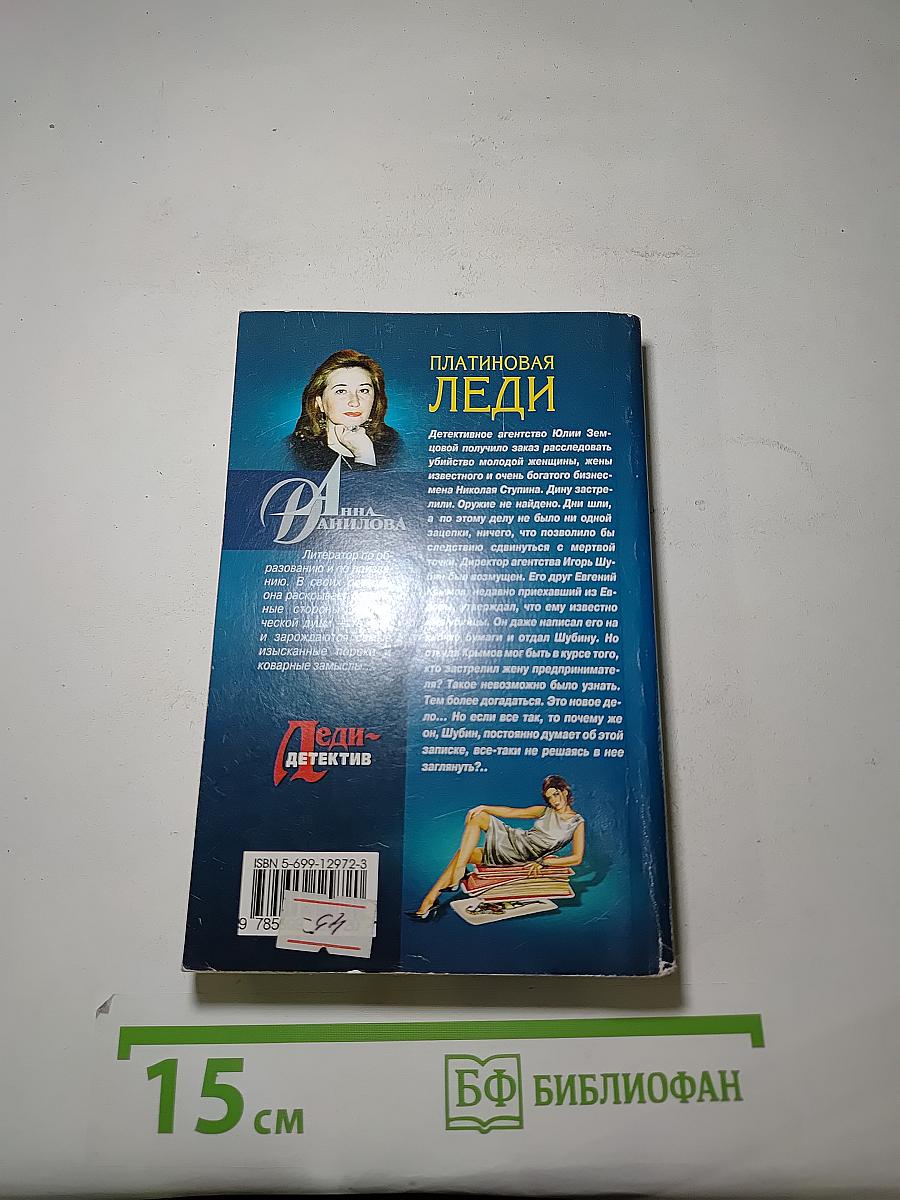 ПЛАТИНОВАЯ
ЛЕДИ
Детективное агентство Юлии Зем-
цовой получило заказ расследовать
убийство молодой женщины, жены
известного и очень богатого бизнес-
мена Николая Ступина. Дину застре-
лили. Оружие не найдено. Дни шли,
а по этому делу не было ни одной
зацепки, ничего, что позволило бы
следствию сдвинуться с мертвой
точки. Директор агентства Игорь Шу-
бин был возмущен. Его друг Евгений
Крымов, недавно приехавший из Ев-
утверждал, что ему известно
убийцы. Он даже написал его на
бумаги и отдал Шубину. Но
откуда Крымов мог быть в курсе того,
кто застрелил жену предпринимате-
ля? Такое невозможно было узнать.
Тем более догадаться. Это новое де-
ло... Но если все так, то почему же
он, Шубин, постоянно думает об этой
записке, все-таки не решаясь в нее
заглянуть?..
Анна
Данилова
Литератор по об-
разованию и по
нию. В своих
она раскрывает
ные стороны
ческой души
и зарождаются
изысканные пороки и
коварные замыслы...
Леди-
ДЕТЕКТИВ
ISBN 5-699-12972-3
9 785
15 см
БФ БИБЛИОФАН